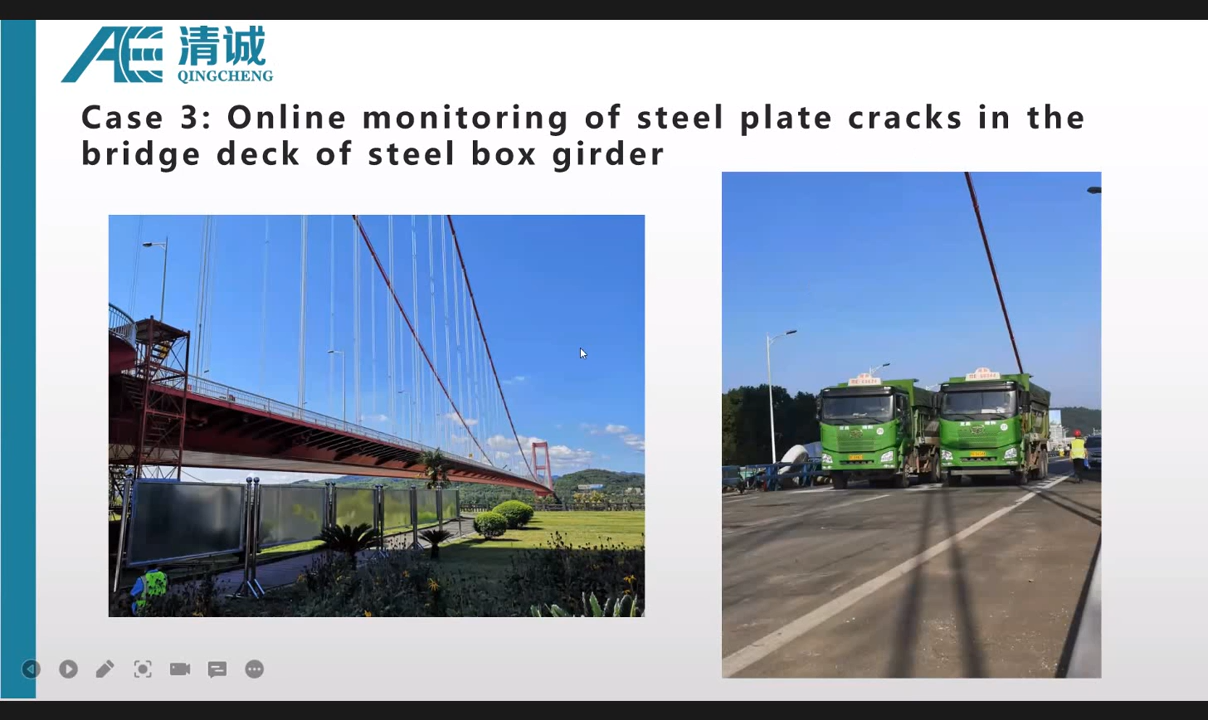 清诚
QINGCHENG
Case 3: Online monitoring of steel plate cracks in the
bridge deck of steel box girder